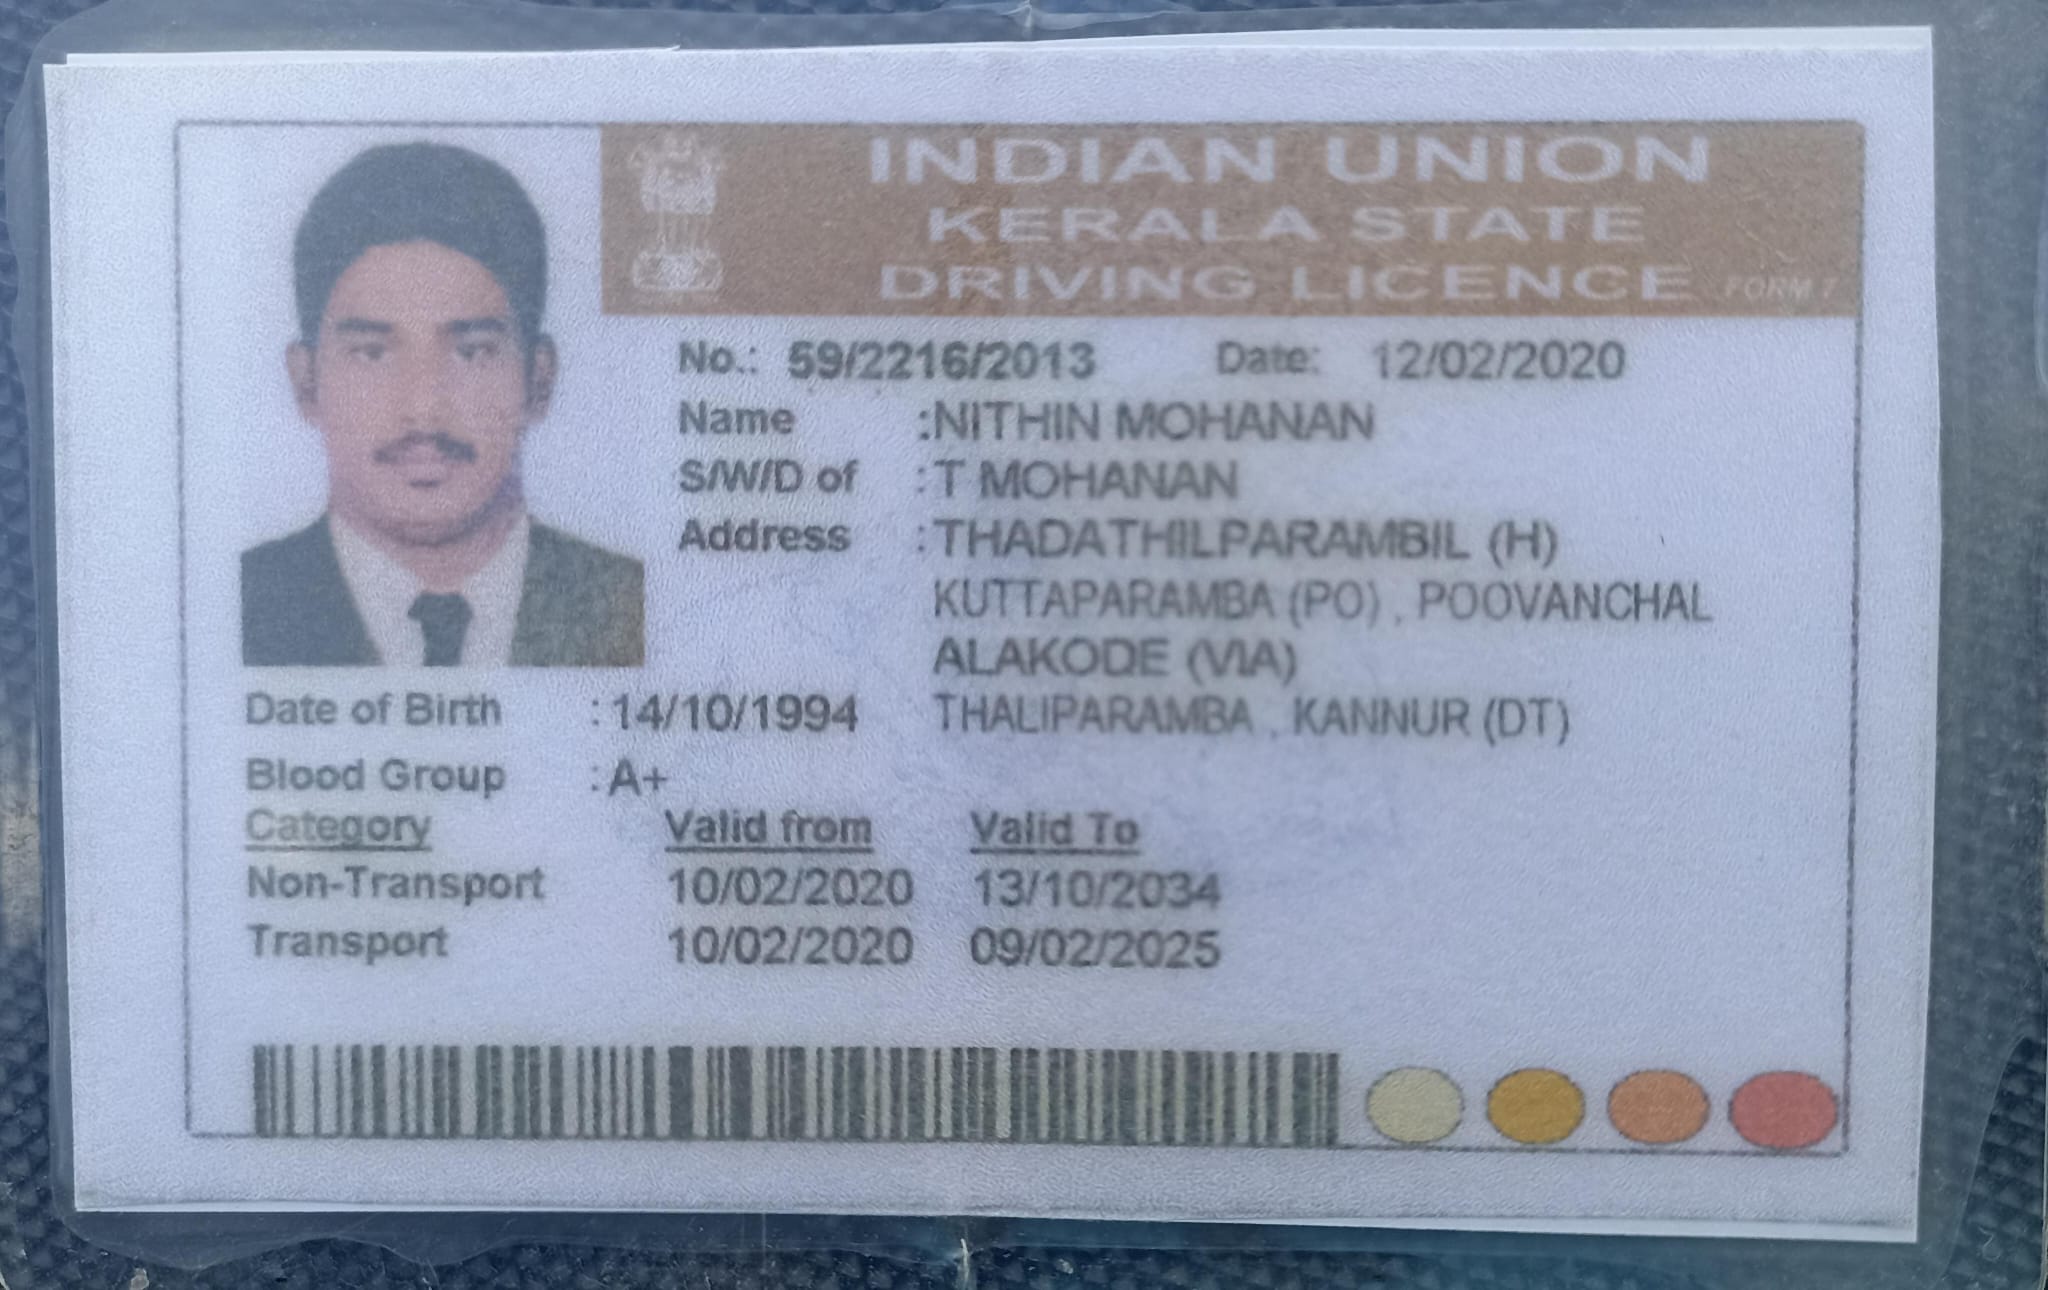 INDIAN UNION
KERALA STATE
DRIVING LICENCE FORM 7
No.: 59/2216/2013 Date: 12/02/2020
Name :NITHIN MOHANAN
S/W/D of :T MOHANAN
Address :THADATHILPARAMBIL (H)
KUTTAPARAMBA (PO) , POOVANCHAL
ALAKODE (VIA)
THALIPARAMBA , KANNUR (DT)
Date of Birth :14/10/1994
Blood Group :A+
Category Valid from Valid To
Non-Transport 10/02/2020 13/10/2034
Transport 10/02/2020 09/02/2025